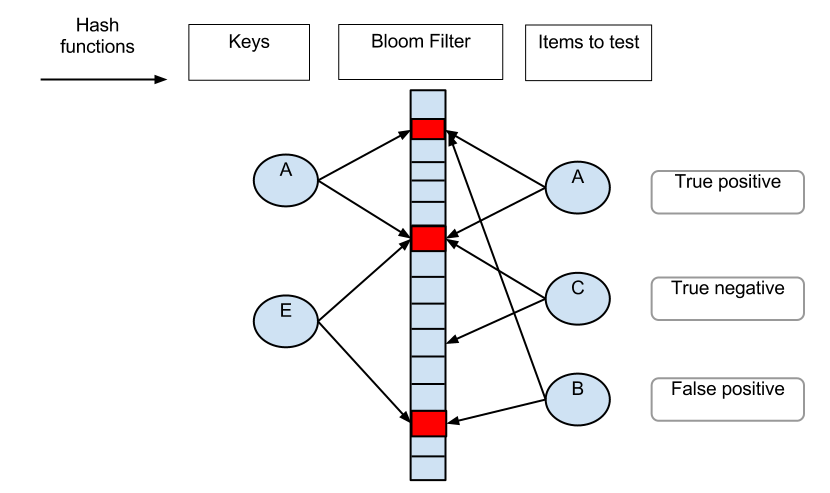 Hash
functions
Keys
Bloom Filter
Items to test
A
A
True positive
E
C
True negative
B
False positive